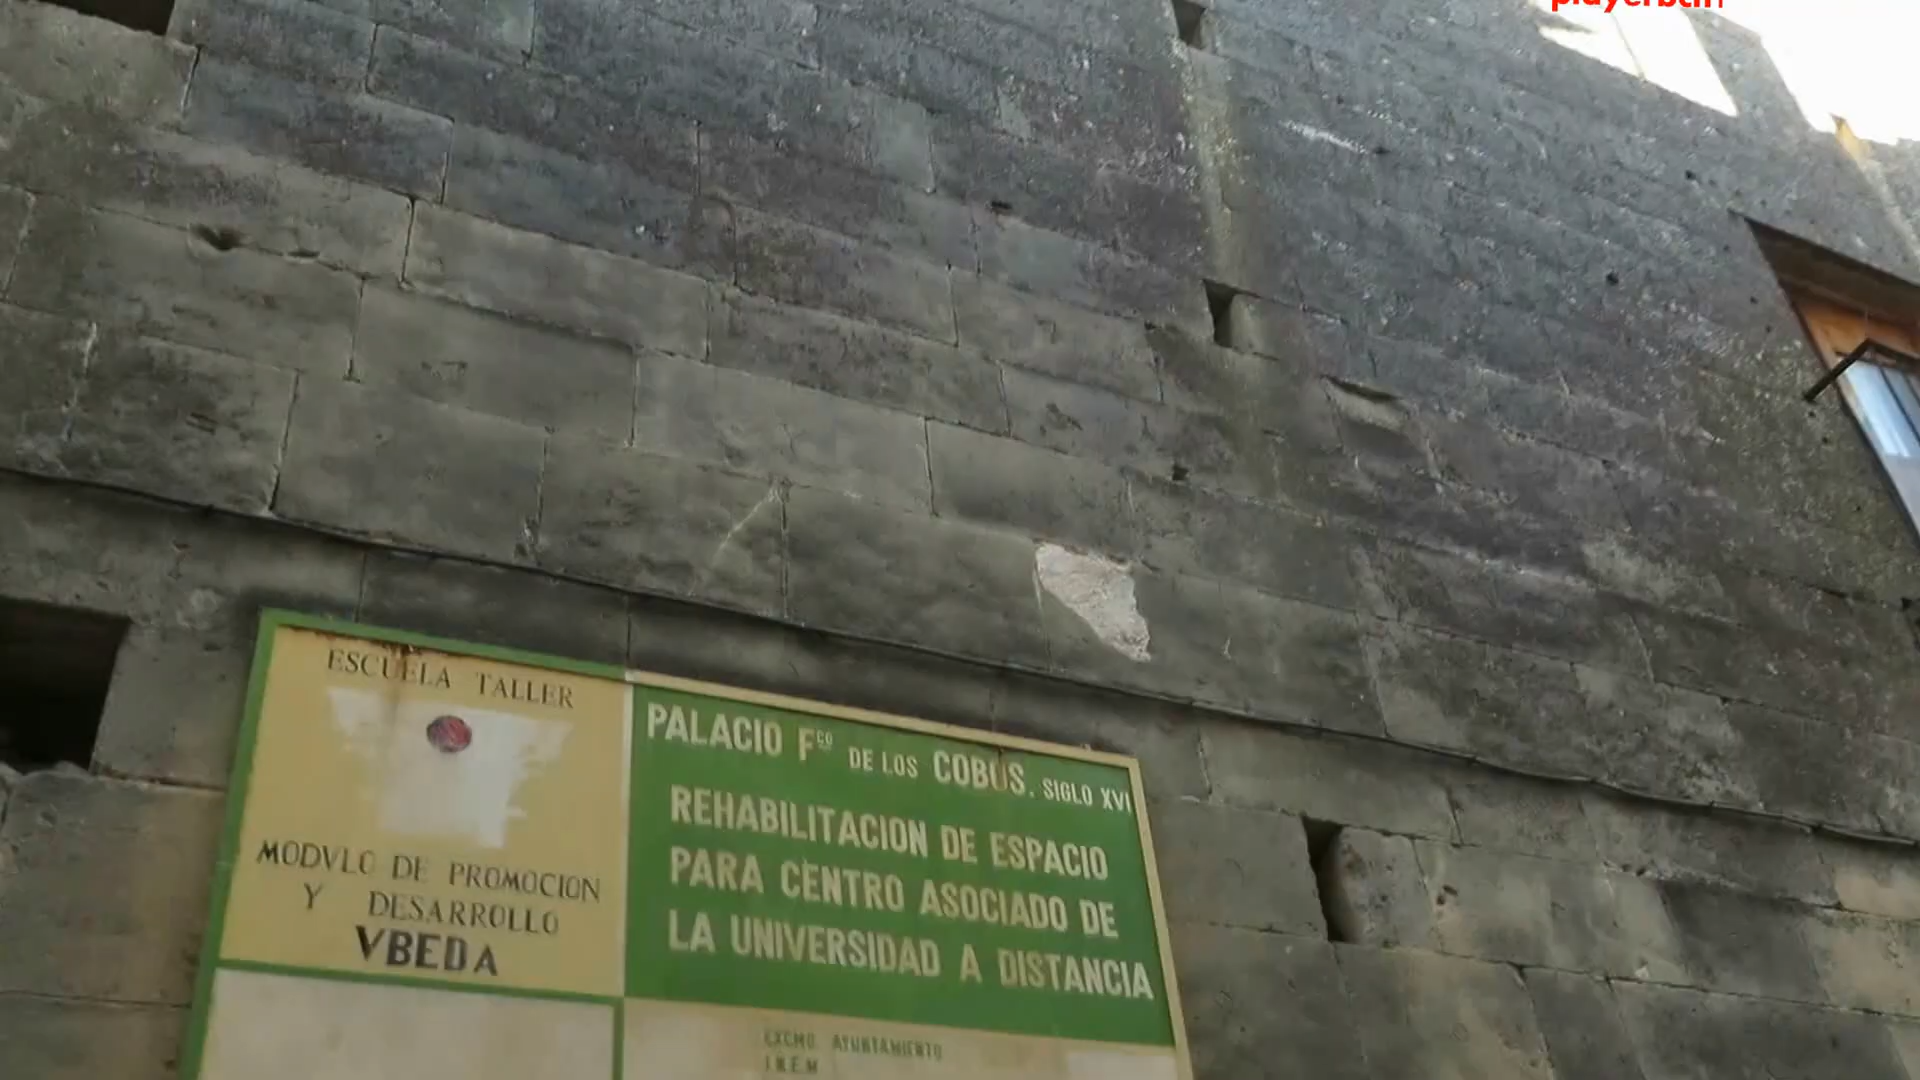 ESCUELA TALLER
MODVLO DE PROMOCION
Y DESARROLLO
VBEDA
PALACIO Fco DE LOS COBOS. SIGLO XVI
REHABILITACION DE ESPACIO
PARA CENTRO ASOCIADO DE
LA UNIVERSIDAD A DISTANCIA
EXCMO AYUNTAMIENTO
I.N.E.M